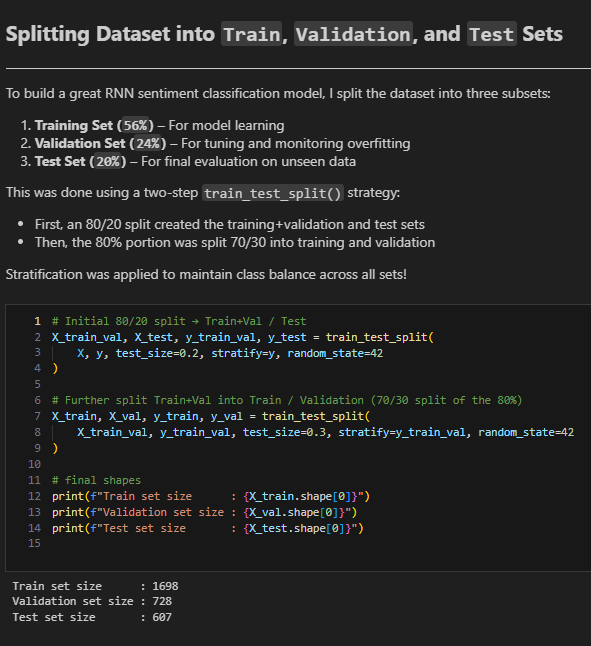 Splitting Dataset into Train, Validation, and Test Sets
To build a great RNN sentiment classification model, I split the dataset into three subsets:
1. Training Set (56%) – For model learning
2. Validation Set (24%) – For tuning and monitoring overfitting
3. Test Set (20%) – For final evaluation on unseen data
This was done using a two-step train_test_split() strategy:
• First, an 80/20 split created the training+validation and test sets
• Then, the 80% portion was split 70/30 into training and validation
Stratification was applied to maintain class balance across all sets!
1 # Initial 80/20 split → Train+Val / Test
2 X_train_val, X_test, y_train_val, y_test = train_test_split(
3     X, y, test_size=0.2, stratify=y, random_state=42
4 )
5
6 # Further split Train+Val into Train / Validation (70/30 split of the 80%)
7 X_train, X_val, y_train, y_val = train_test_split(
8     X_train_val, y_train_val, test_size=0.3, stratify=y_train_val, random_state=42
9 )
10
11 # final shapes
12 print(f"Train set size      : {X_train.shape[0]}")
13 print(f"Validation set size : {X_val.shape[0]}")
14 print(f"Test set size       : {X_test.shape[0]}")
15
Train set size      : 1698
Validation set size : 728
Test set size       : 607